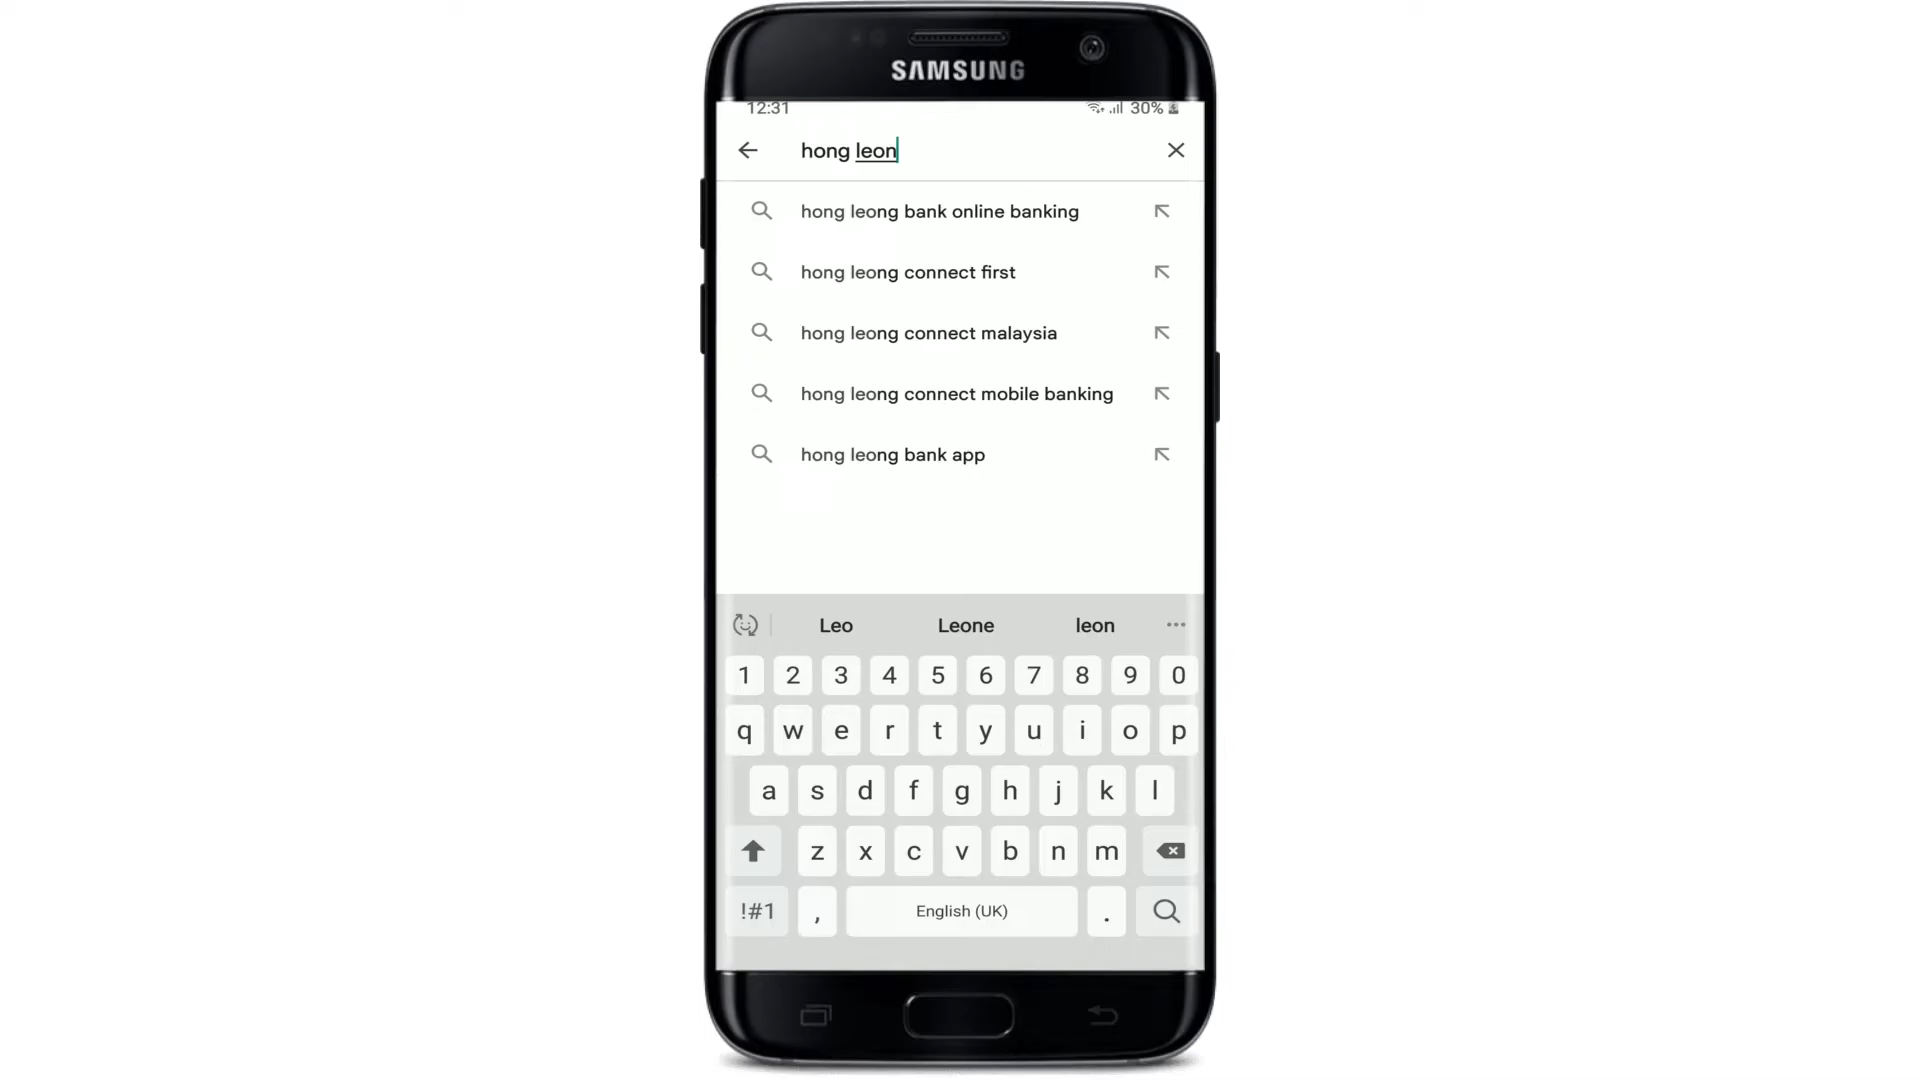 SAMSUNG
12:31 30%
hong leon
hong leong bank online banking
hong leong connect first
hong leong connect malaysia
hong leong connect mobile banking
hong leong bank app
Leo Leone leon
1 2 3 4 5 6 7 8 9 0
q w e r t y u i o p
a s d f g h j k l
z x c v b n m
!#1 , English (UK) .